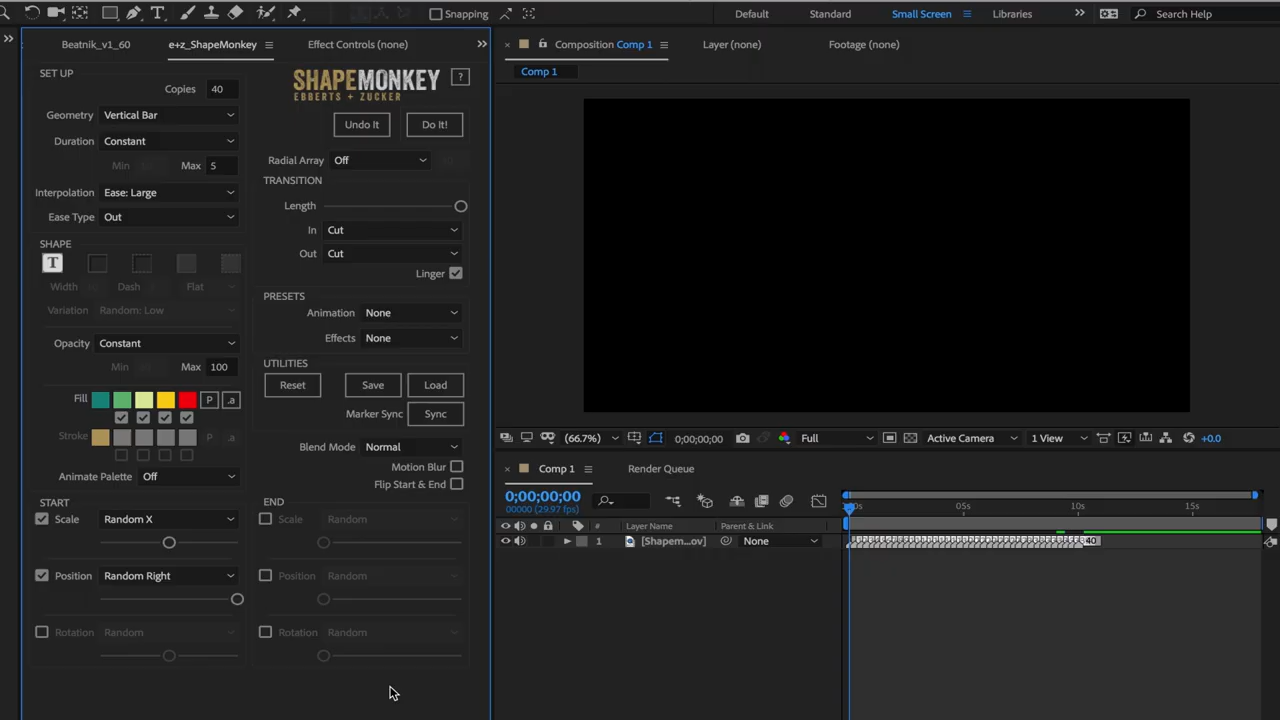 Snapping
Default
Standard
Small Screen
Libraries
Search Help
Beatnik_v1_60
e+z_ShapeMonkey
Effect Controls (none)
Composition Comp 1
Layer (none)
Footage (none)
Comp 1
SET UP
SHAPEMONKEY
EBBERTS + ZUCKER
?
Copies 40
Geometry Vertical Bar
Undo It
Do It!
Duration Constant
Min
Max 5
Radial Array Off
TRANSITION
Interpolation Ease: Large
Length
Ease Type Out
In Cut
Out Cut
Linger
SHAPE
T
Width
Dash
Flat
Variation Random: Low
PRESETS
Animation None
Effects None
Opacity Constant
Min
Max 100
UTILITIES
Reset
Save
Load
Fill
P
.a
Marker Sync
Sync
Stroke
P
.a
Blend Mode Normal
Motion Blur
Animate Palette Off
Flip Start & End
START
Scale Random X
Position Random Right
Rotation Random
END
Scale Random
Position Random
Rotation Random
(66.7%)
0;00;00;00
Full
Active Camera
1 View
+0.0
Comp 1
Render Queue
0;00;00;00
00000 (29.97 fps)
05s
10s
15s
#
Layer Name
Parent & Link
1
[Shapem...ov]
None
40